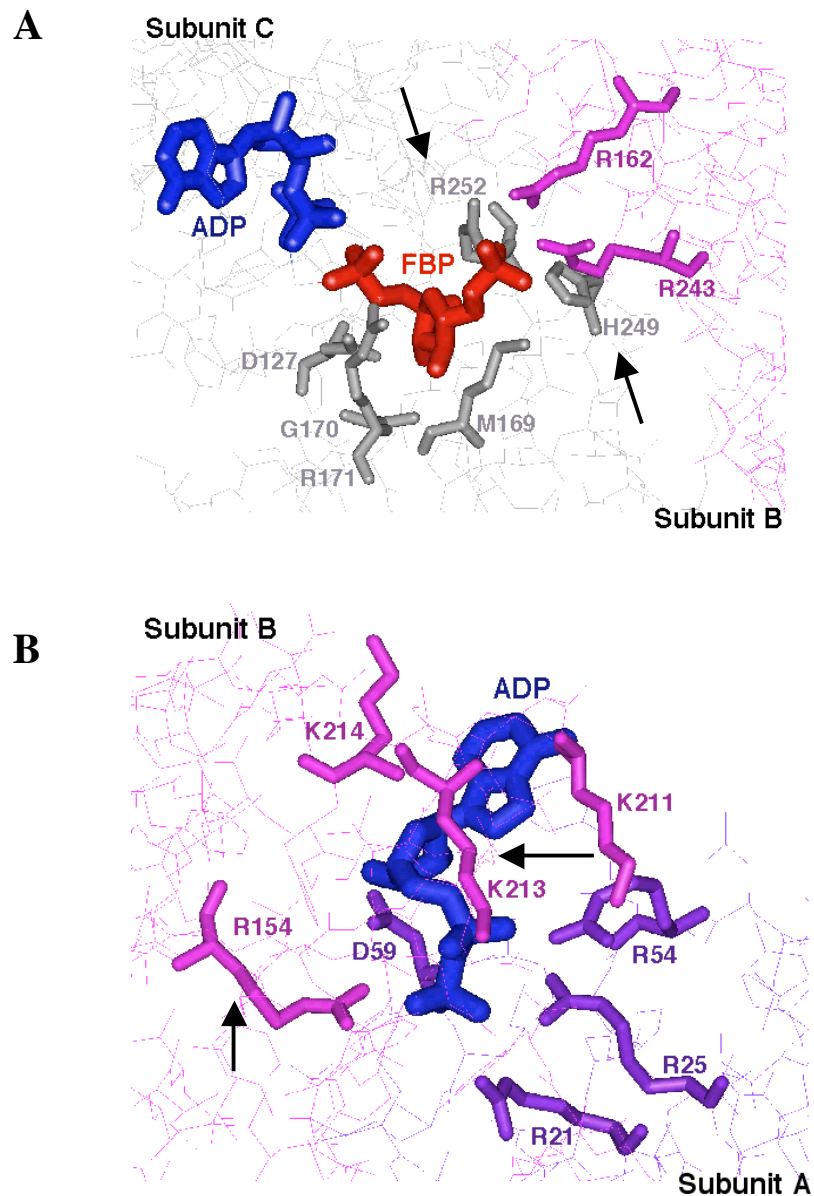 A
Subunit C
R162
R252
ADP
FBP
R243
H249
D127
G170
M169
R171
Subunit B
B
Subunit B
ADP
K214
K211
K213
R154
D59
R54
R25
R21
Subunit A